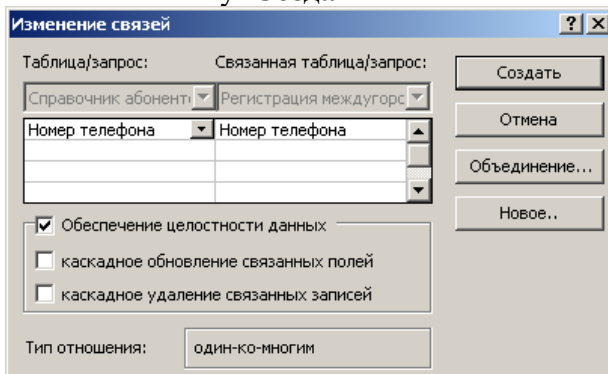 Изменение связей
Таблица/запрос: Связанная таблица/запрос:
Справочник абоненті Регистрация междугорс
Номер телефона Номер телефона
Обеспечение целостности данных
каскадное обновление связанных полей
каскадное удаление связанных записей
Тип отношения: один-ко-многим
Создать
Отмена
Объединение...
Новое..